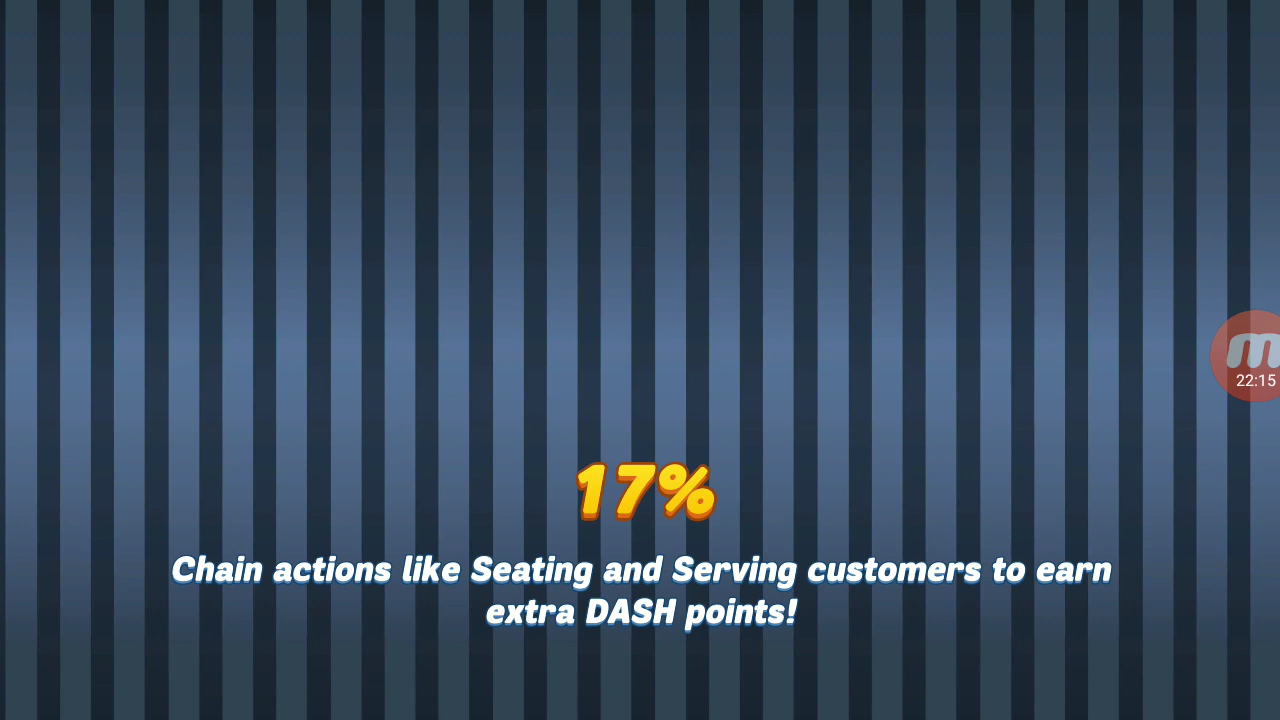 22:15
17%
Chain actions like Seating and Serving customers to earn
extra DASH points!